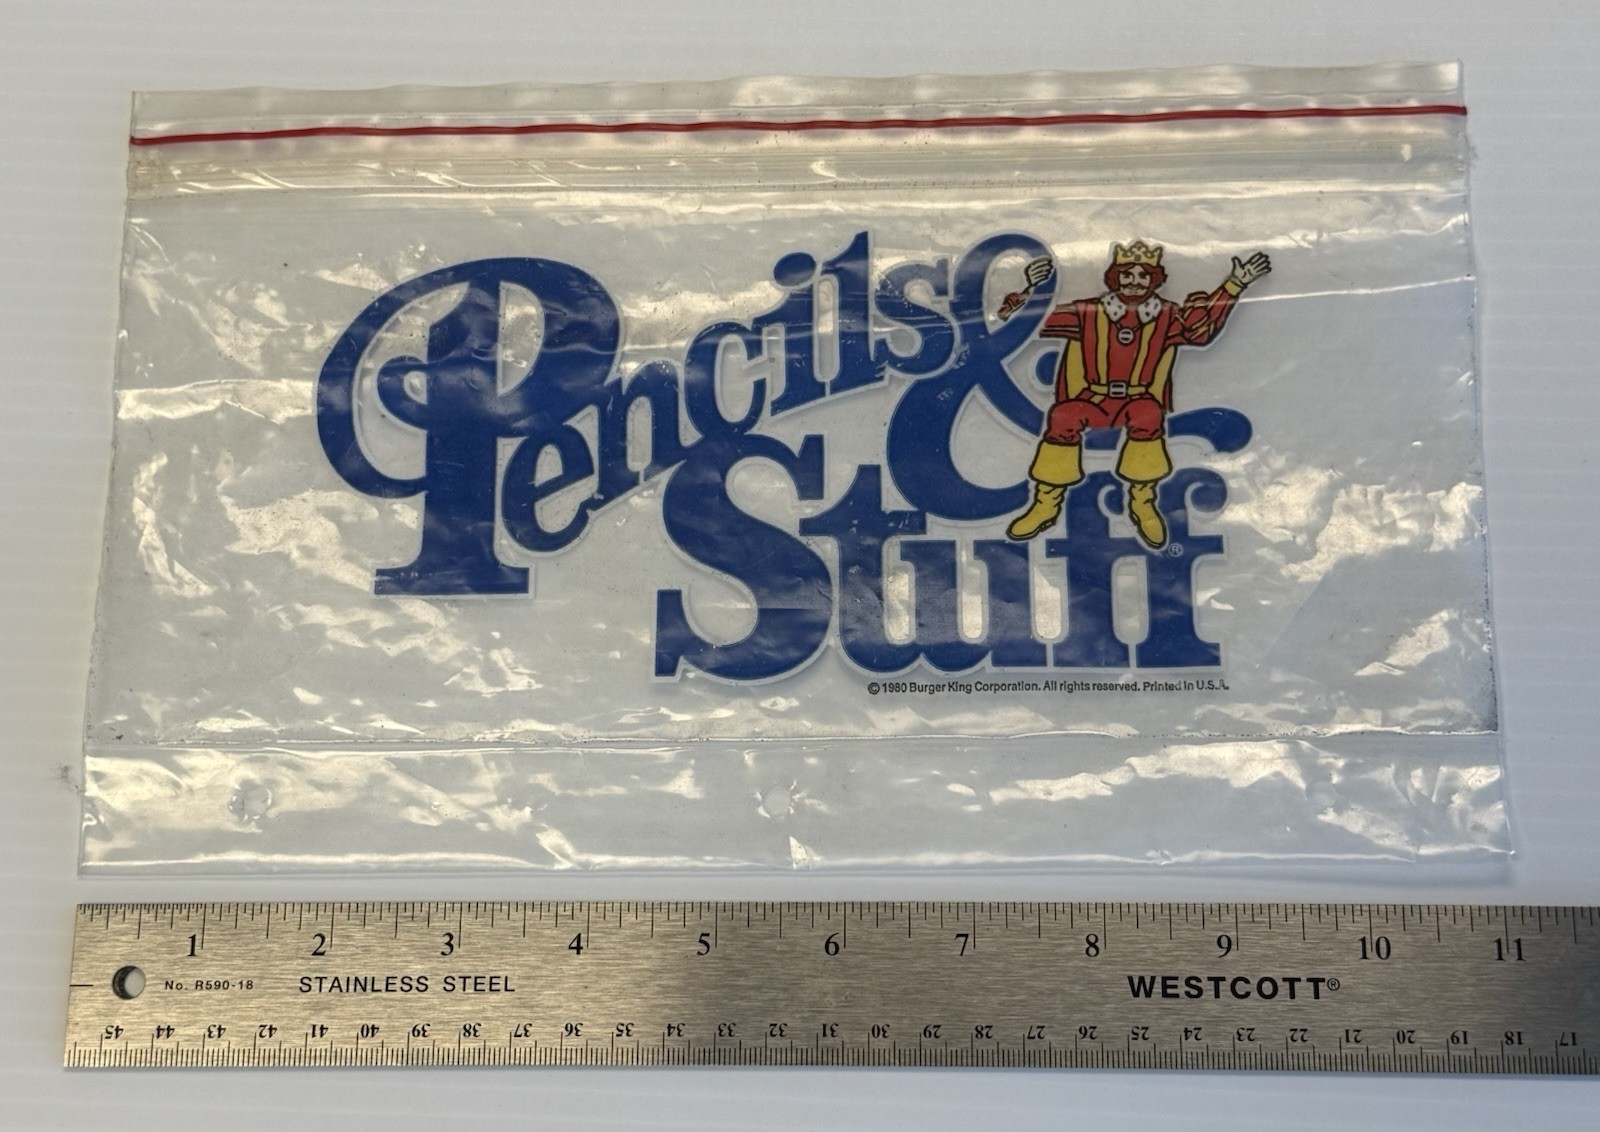 Pencils &
Stuff
®
© 1980 Burger King Corporation. All rights reserved. Printed in U.S.A.
1 2 3 4 5 6 7 8 9 10 11
No. R590-18 STAINLESS STEEL WESTCOTT®
45 44 43 42 41 40 39 38 37 36 35 34 33 32 31 30 29 28 27 26 25 24 23 22 21 20 19 18 17